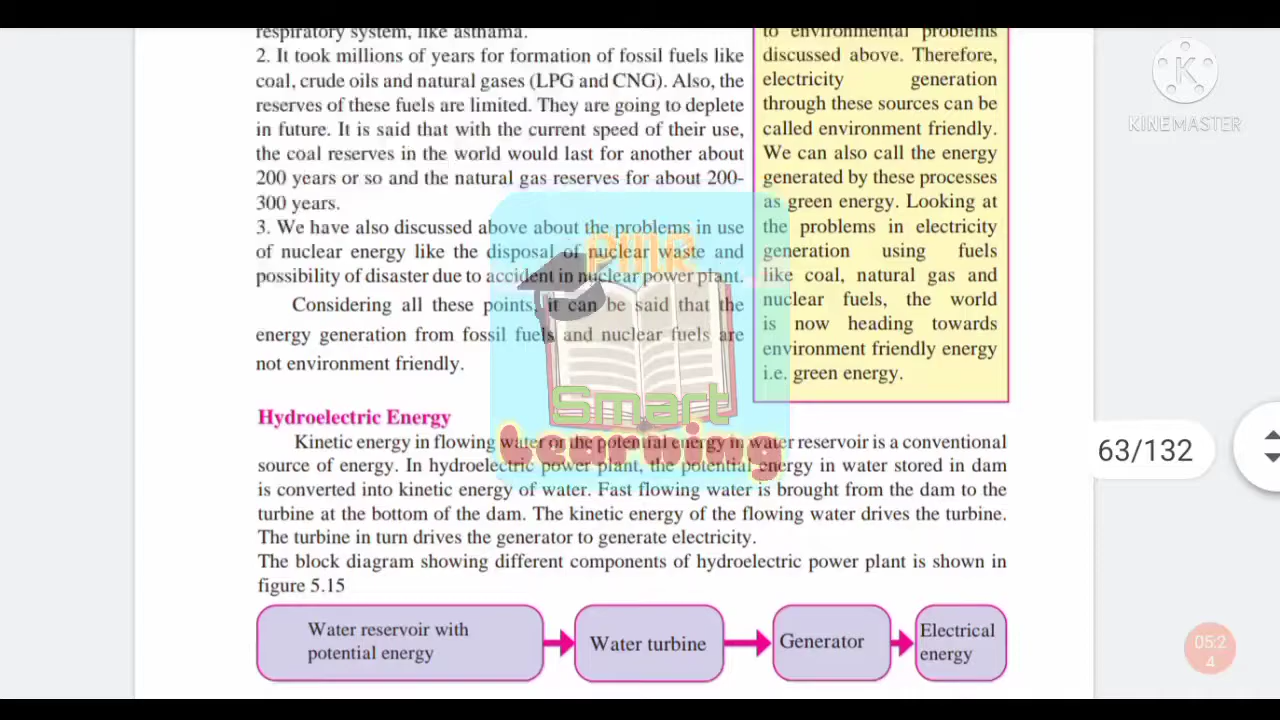 respiratory system, like asthma.
2. It took millions of years for formation of fossil fuels like
coal, crude oils and natural gases (LPG and CNG). Also, the
reserves of these fuels are limited. They are going to deplete
in future. It is said that with the current speed of their use,
the coal reserves in the world would last for another about
200 years or so and the natural gas reserves for about 200-
300 years.
3. We have also discussed above about the problems in use
of nuclear energy like the disposal of nuclear waste and
possibility of disaster due to accident in nuclear power plant.
Considering all these points, it can be said that the
energy generation from fossil fuels and nuclear fuels are
not environment friendly.
to environmental problems
discussed above. Therefore,
electricity generation
through these sources can be
called environment friendly.
We can also call the energy
generated by these processes
as green energy. Looking at
the problems in electricity
generation using fuels
like coal, natural gas and
nuclear fuels, the world
is now heading towards
environment friendly energy
i.e. green energy.
Hydroelectric Energy
Kinetic energy in flowing water or the potential energy in water reservoir is a conventional
source of energy. In hydroelectric power plant, the potential energy in water stored in dam
is converted into kinetic energy of water. Fast flowing water is brought from the dam to the
turbine at the bottom of the dam. The kinetic energy of the flowing water drives the turbine.
The turbine in turn drives the generator to generate electricity.
The block diagram showing different components of hydroelectric power plant is shown in
figure 5.15
Water reservoir with
potential energy
Water turbine
Generator
Electrical
energy
Smart
Learning
K
KINEMASTER
63/132
05:2
4